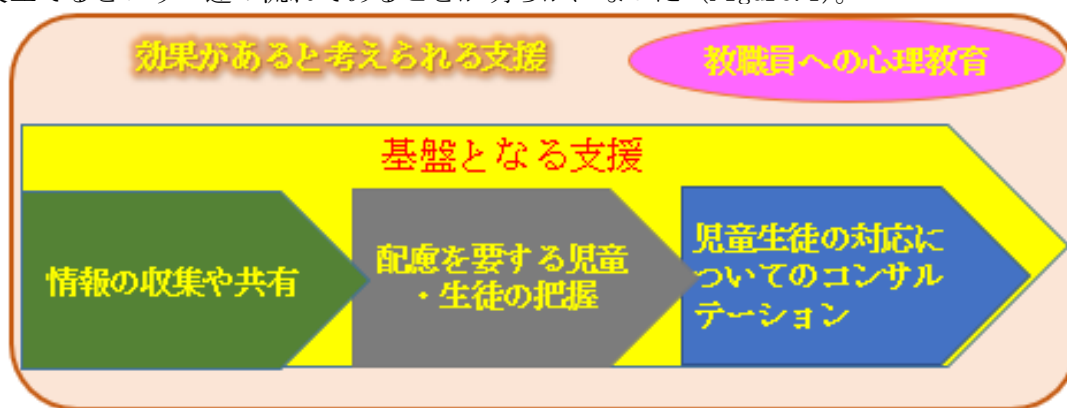 効果があると考えられる支援
教職員への心理教育
基盤となる支援
情報の収集や共有
配慮を要する児童
・生徒の把握
児童生徒の対応に
ついてのコンサル
テーション